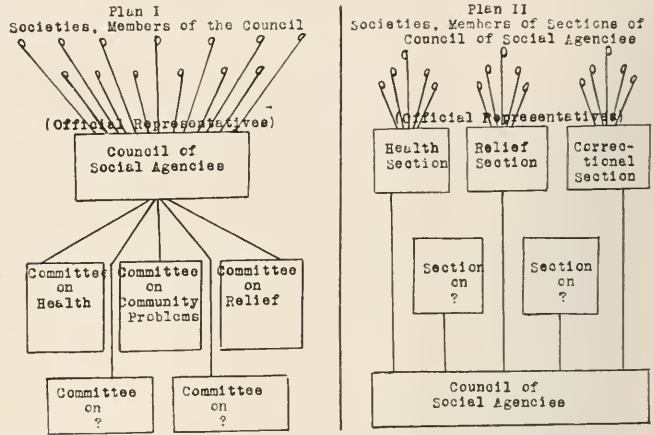 Plan I
Societies, Members of the Council
(Official Representatives)
Council of
Social Agencies
Committee
on
Health
Committee
on
Community
Problems
Committee
on
Relief
Committee
on
?
Committee
on
?
Plan II
Societies, Members of Sections of
Council of Social Agencies
(Official Representatives)
Health
Section
Relief
Section
Correc-
tional
Section
Section
on
?
Section
on
?
Council of
Social Agencies